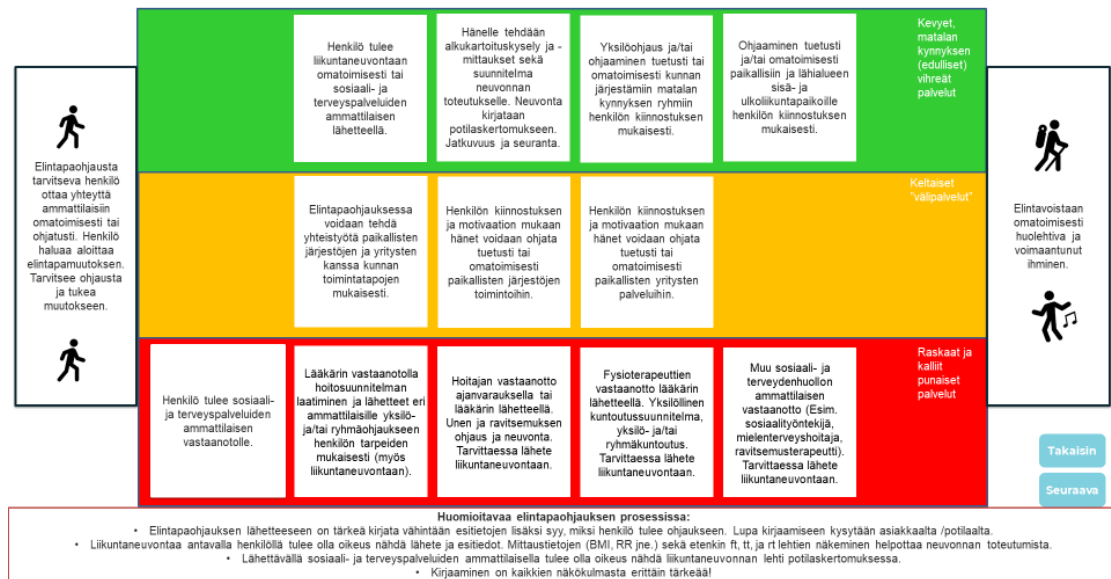 Elintapaohjausta
tarvitseva henkilö
ottaa yhteyttä
ammattilaisiin
omatoimisesti tai
ohjatusti. Henkilö
haluaa aloittaa
elintapamuutoksen.
Tarvitsee ohjausta
ja tukea
muutokseen.
Henkilö tulee
liikuntaneuvontaan
omatoimisesti tai
sosiaali- ja
terveyspalveluiden
ammattilaisen
lähetteellä.
Hänelle tehdään
alkukartoituskysely ja -
mittaukset sekä
suunnitelma
neuvonnan
toteutukselle. Neuvonta
kirjataan
potilaskertomukseen.
Jatkuvuus ja seuranta.
Yksilöohjaus ja/tai
ohjaaminen tuetusti tai
omatoimisesti kunnan
järjestämiin matalan
kynnyksen ryhmiin
henkilön kiinnostuksen
mukaisesti.
Ohjaaminen tuetusti
ja/tai omatoimisesti
paikallisiin ja lähialueen
sisä- ja
ulkoliikuntapaikoille
henkilön kiinnostuksen
mukaisesti.
Kevyet,
matalan
kynnyksen
(edulliset)
vihreät
palvelut
Elintapaohjauksessa
voidaan tehdä
yhteistyötä paikallisten
järjestöjen ja yritysten
kanssa kunnan
toimintatapojen
mukaisesti.
Henkilön kiinnostuksen
ja motivaation mukaan
hänet voidaan ohjata
tuetusti tai
omatoimisesti
paikallisten järjestöjen
toimintoihin.
Henkilön kiinnostuksen
ja motivaation mukaan
hänet voidaan ohjata
tuetusti tai
omatoimisesti
paikallisten yritysten
palveluihin.
Keltaiset
"välipalvelut"
Henkilö tulee sosiaali-
ja terveyspalveluiden
ammattilaisen
vastaanotolle.
Lääkärin vastaanotolla
hoitosuunnitelman
laatiminen ja lähetteet eri
ammattilaisille yksilö-
ja/tai ryhmäohjaukseen
henkilön tarpeiden
mukaisesti (myös
liikuntaneuvontaan).
Hoitajan vastaanotto
ajanvarauksella tai
lääkärin lähetteellä.
Unen ja ravitsemuksen
ohjaus ja neuvonta.
Tarvittaessa lähete
liikuntaneuvontaan.
Fysioterapeuttien
vastaanotto lääkärin
lähetteellä. Yksilöllinen
kuntoutussuunnitelma,
yksilö- ja/tai
ryhmäkuntoutus.
Tarvittaessa lähete
liikuntaneuvontaan.
Muu sosiaali- ja
terveydenhuollon
ammattilaisen
vastaanotto (Esim.
sosiaalityöntekijä,
mielenterveyshoitaja,
ravitsemusterapeutti).
Tarvittaessa lähete
liikuntaneuvontaan.
Raskaat ja
kalliit
punaiset
palvelut
Elintavoistaan
omatoimisesti
huolehtiva ja
voimaantunut
ihminen.
Takaisin
Seuraava
Huomioitavaa elintapaohjauksen prosessissa:
• Elintapaohjauksen lähetteeseen on tärkeä kirjata vähintään esitietojen lisäksi syy, miksi henkilö tulee ohjaukseen. Lupa kirjaamiseen kysytään asiakkaalta /potilaalta.
• Liikuntaneuvontaa antavalla henkilöllä tulee olla oikeus nähdä lähete ja esitiedot. Mittaustietojen (BMI, RR jne.) sekä etenkin ft, tt, ja rt lehtien näkeminen helpottaa neuvonnan toteutumista.
• Lähettävällä sosiaali- ja terveyspalveluiden ammattilaisella tulee olla oikeus nähdä liikuntaneuvonnan lehti potilaskertomuksessa.
• Kirjaaminen on kaikkien näkökulmasta erittäin tärkeää!